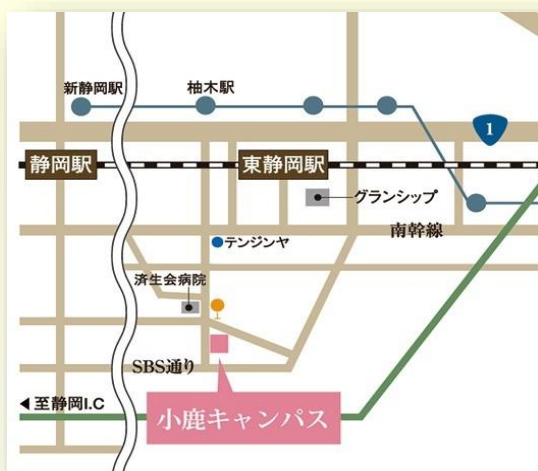 新静岡駅
柚木駅
1
静岡駅
東静岡駅
グランシップ
南幹線
テンジンヤ
済生会病院
SBS通り
至静岡I.C
小鹿キャンパス